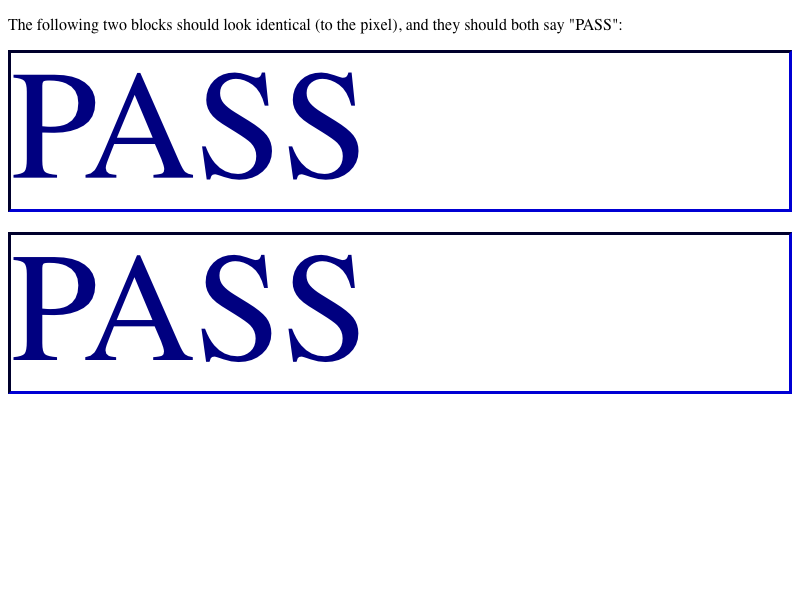 The following two blocks should look identical (to the pixel), and they should both say "PASS":
PASS
PASS